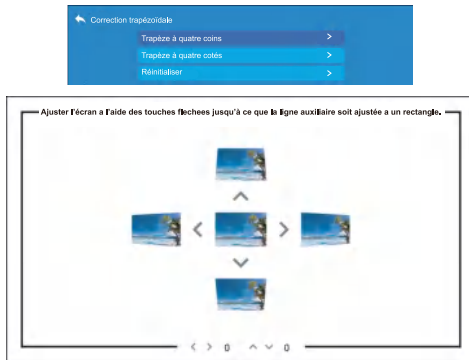 Correction trapézoïdale
Trapèze à quatre coins >
Trapèze à quatre cotés >
Réinitialiser >
Ajuster l'écran a l'aide des touches flechees jusqu'à ce que la ligne auxiliaire soit ajustée a un rectangle.
0 0